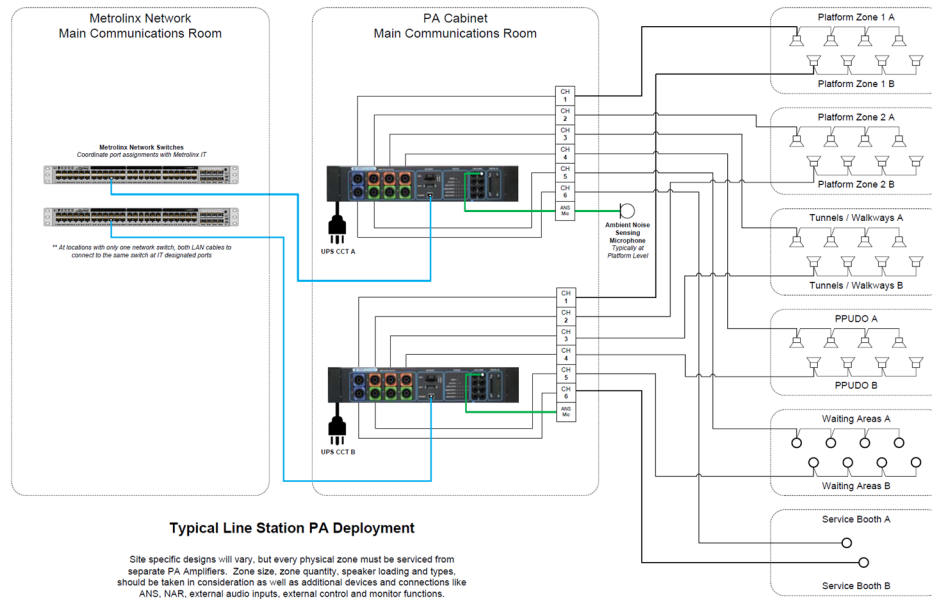 Metrolinx Network
Main Communications Room
PA Cabinet
Main Communications Room
Metrolinx Network Switches
Coordinate port assignments with Metrolinx IT
** At locations with only one network switch, both LAN cables to
connect to the same switch at IT designated ports
UPS CCT A
CH
1
CH
2
CH
3
CH
4
CH
5
CH
6
ANS
Mic
Ambient Noise
Sensing
Microphone
Typically at
Platform Level
UPS CCT B
CH
1
CH
2
CH
3
CH
4
CH
5
CH
6
ANS
Mic
Platform Zone 1 A
Platform Zone 1 B
Platform Zone 2 A
Platform Zone 2 B
Tunnels / Walkways A
Tunnels / Walkways B
PPUDO A
PPUDO B
Waiting Areas A
Waiting Areas B
Service Booth A
Service Booth B
Typical Line Station PA Deployment
Site specific designs will vary, but every physical zone must be serviced from
separate PA Amplifiers. Zone size, zone quantity, speaker loading and types,
should be taken in consideration as well as additional devices and connections like
ANS, NAR, external audio inputs, external control and monitor functions.